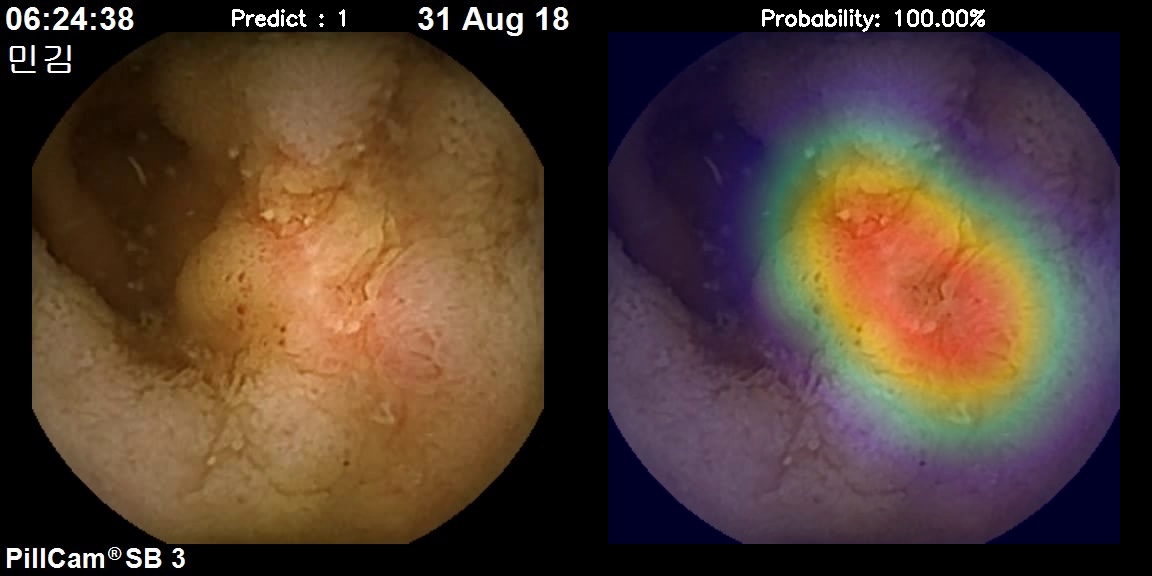 06:24:38 Predict : 1 31 Aug 18 Probability: 100.00%
민김
PillCam® SB 3